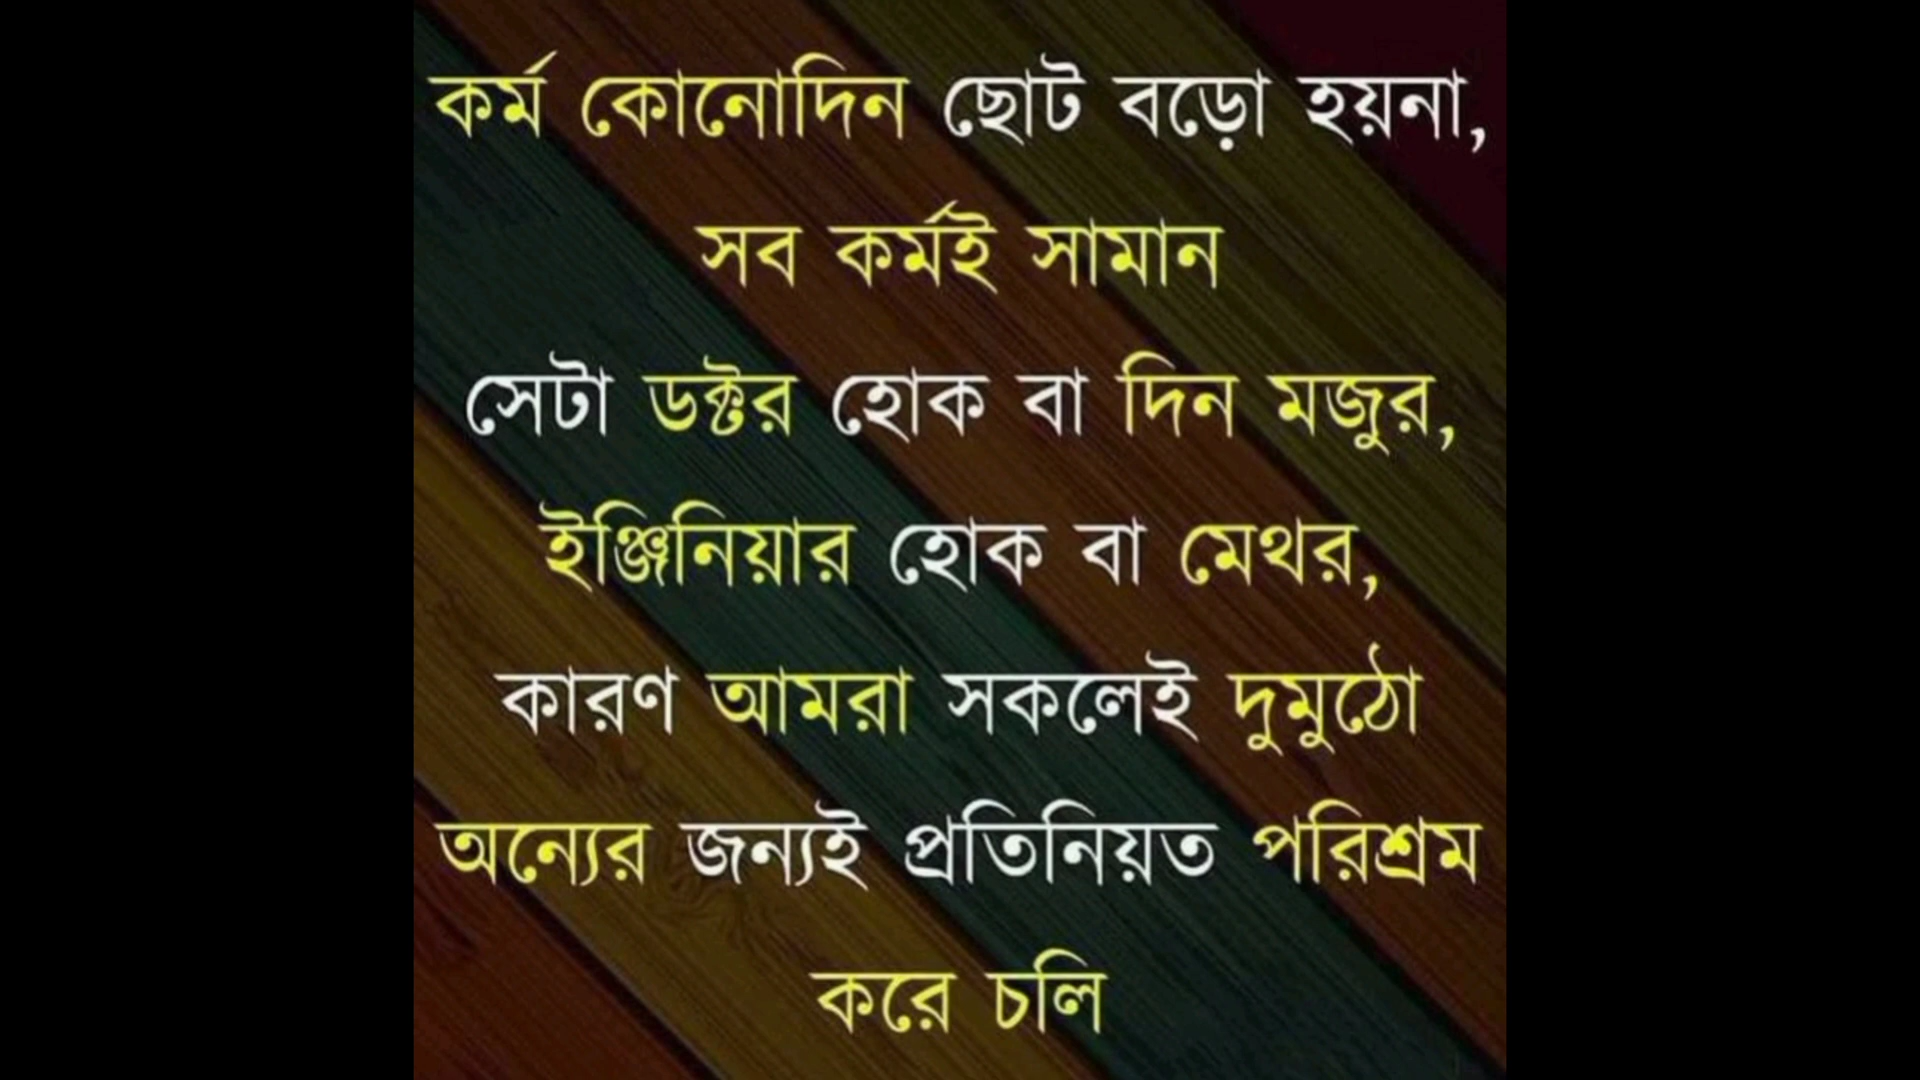 কর্ম কোনোদিন ছোট বড়ো হয়না,
সব কর্মই সামান
সেটা ডক্টর হোক বা দিন মজুর,
ইঞ্জিনিয়ার হোক বা মেথর,
কারণ আমরা সকলেই দুমুঠো
অন্যের জন্যই প্রতিনিয়ত পরিশ্রম
করে চলি